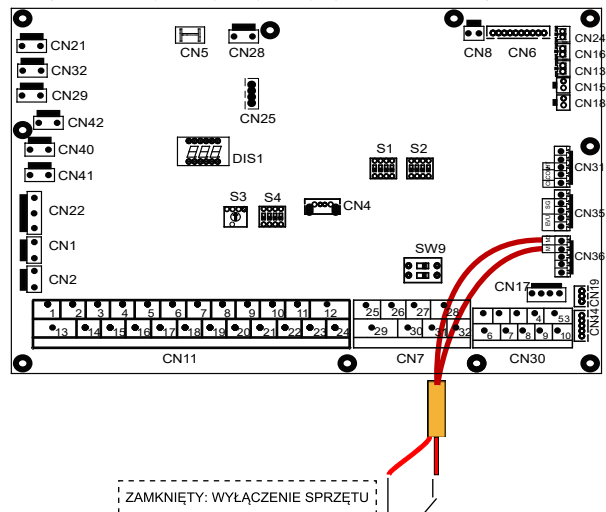 CN21
CN5
CN28
CN8
CN6
CN24
CN16
CN32
CN13
CN29
CN15
CN18
CN25
CN42
CN40
DIS1
S1
S2
CN31
CN41
CN22
S3
S4
CN4
SG
EVU
CN35
CN1
SW9
CN36
CN2
CN17
CN19
1 2 3 4 5 6 7 8 9 10 11 12
25 26 27 28
4 53
CN14
13 14 15 16 17 18 19 20 21 22 23 24
29 30 31 32
6 7 8 9 10
CN11
CN7
CN30
ZAMKNIĘTY: WYŁĄCZENIE SPRZĘTU